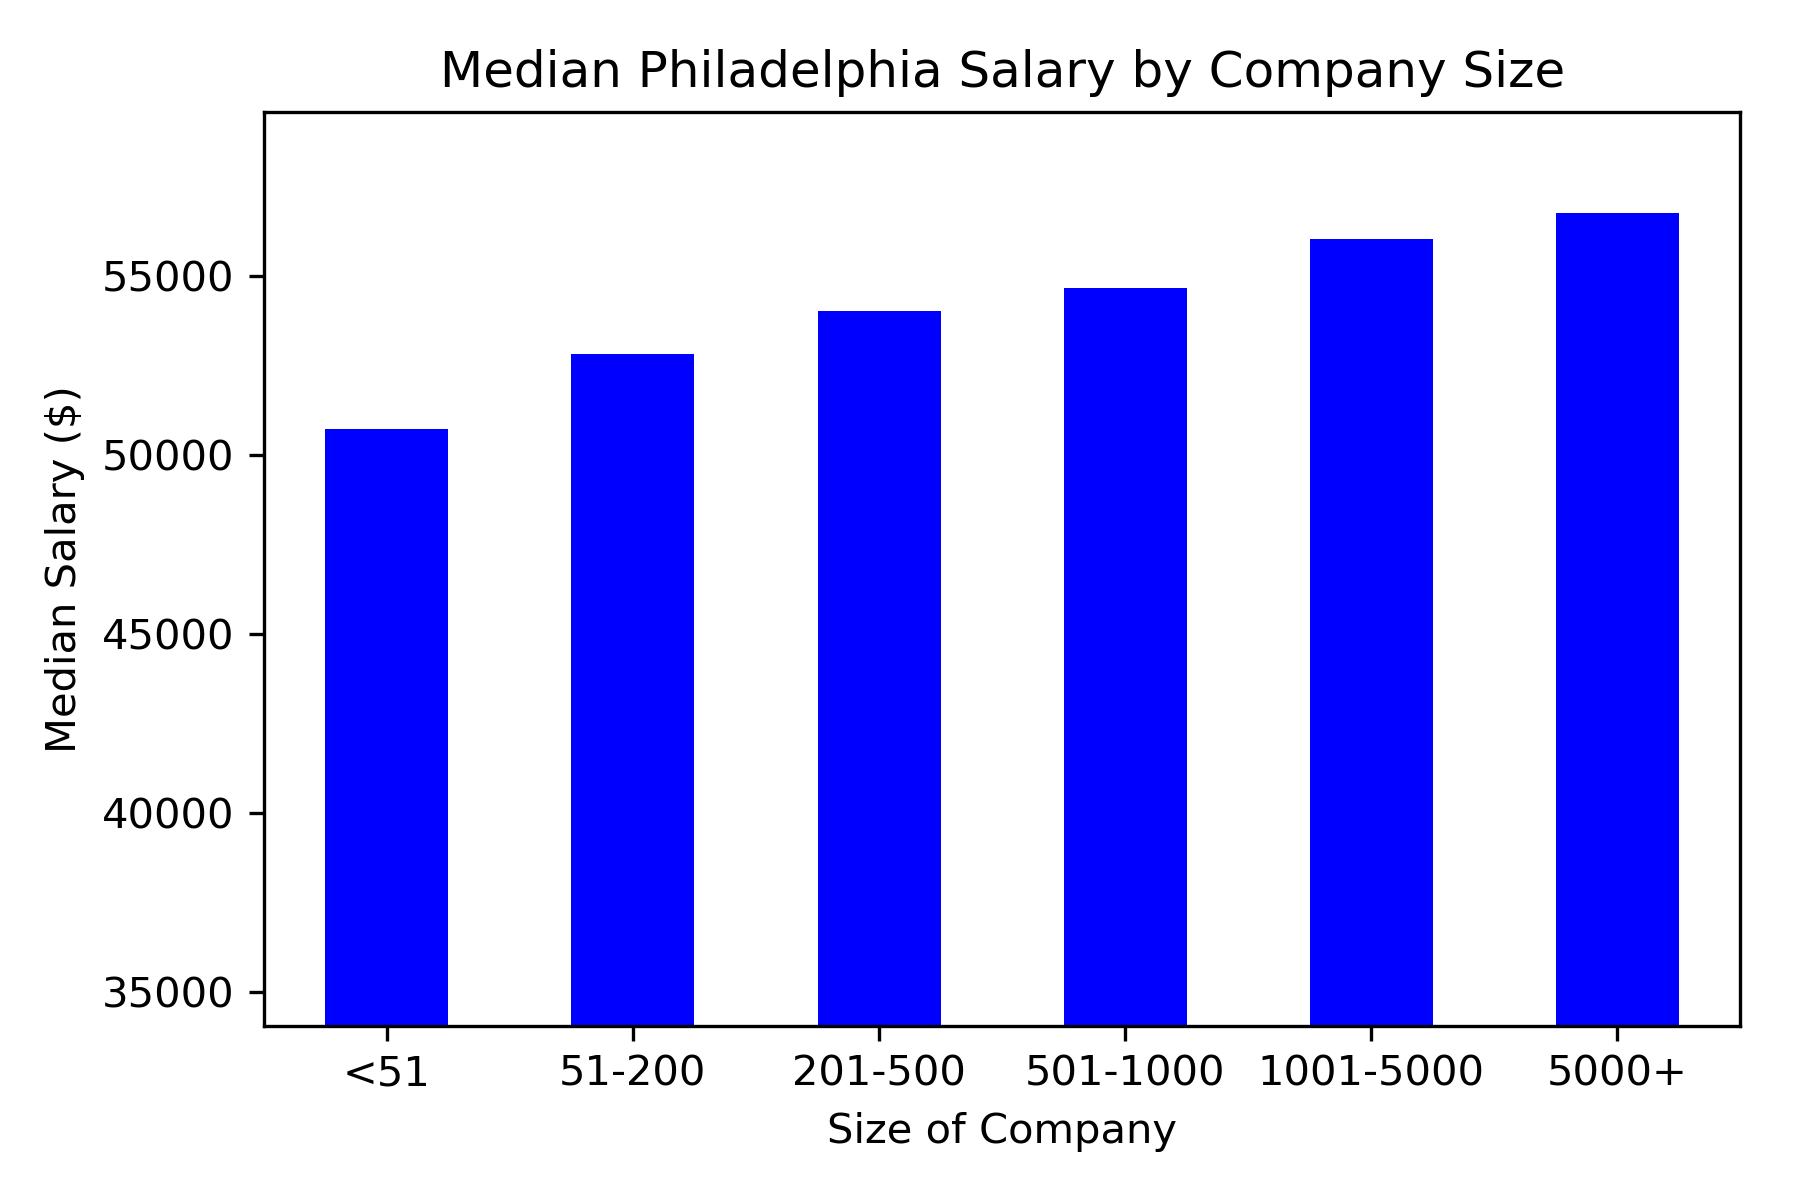 Median Philadelphia Salary by Company Size
Median Salary ($)
55000
50000
45000
40000
35000
<51 51-200 201-500 501-1000 1001-5000 5000+
Size of Company